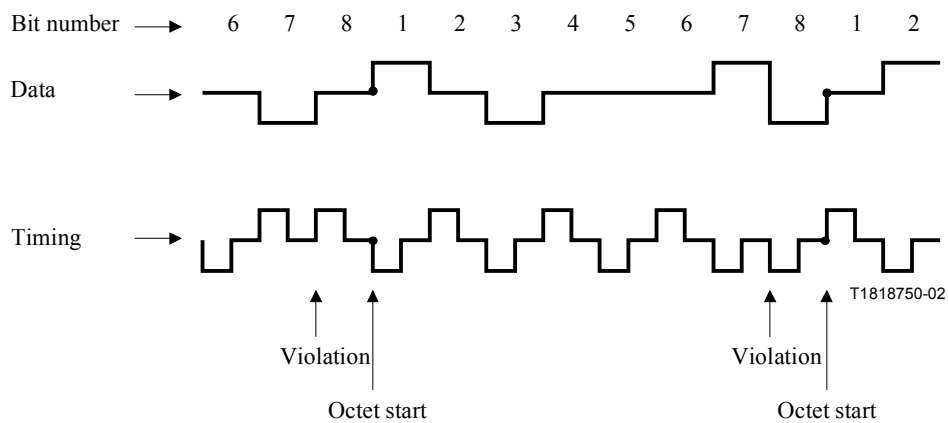 Bit number 6 7 8 1 2 3 4 5 6 7 8 1 2
Data
Timing
T1818750-02
Violation Violation
Octet start Octet start